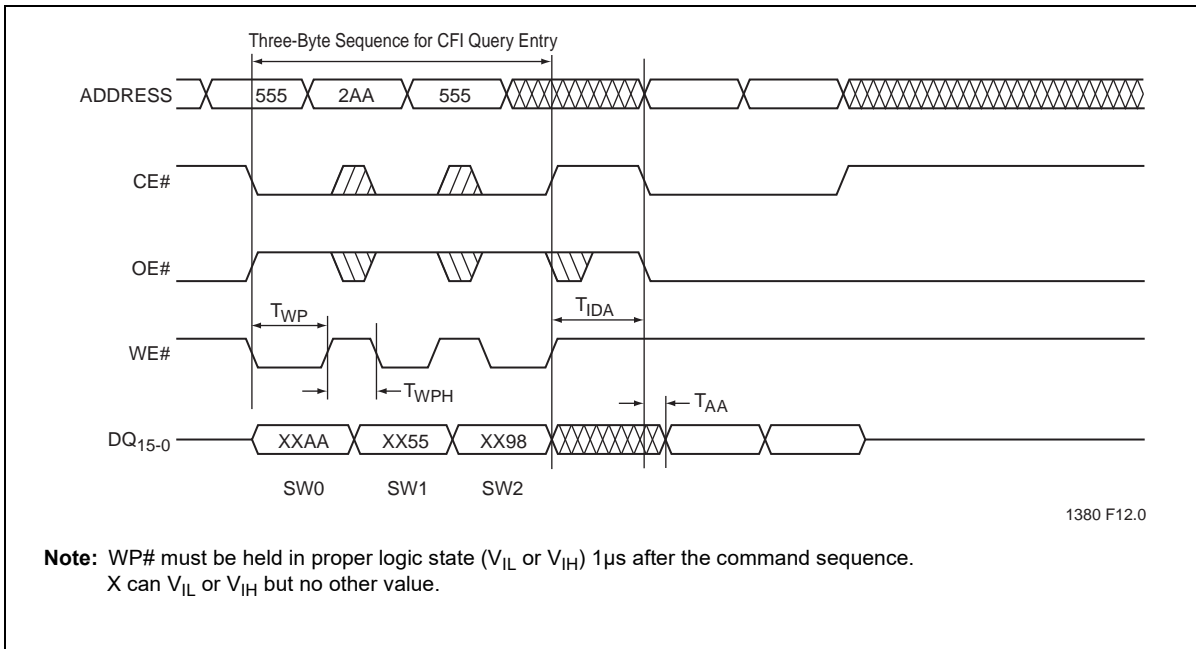 Three-Byte Sequence for CFI Query Entry
ADDRESS 555 2AA 555
CE#
OE#
TWP TIDA
WE#
TWPH TAA
DQ15-0 XXAA XX55 XX98
SW0 SW1 SW2
1380 F12.0
Note: WP# must be held in proper logic state (VIL or VIH) 1µs after the command sequence.
X can VIL or VIH but no other value.